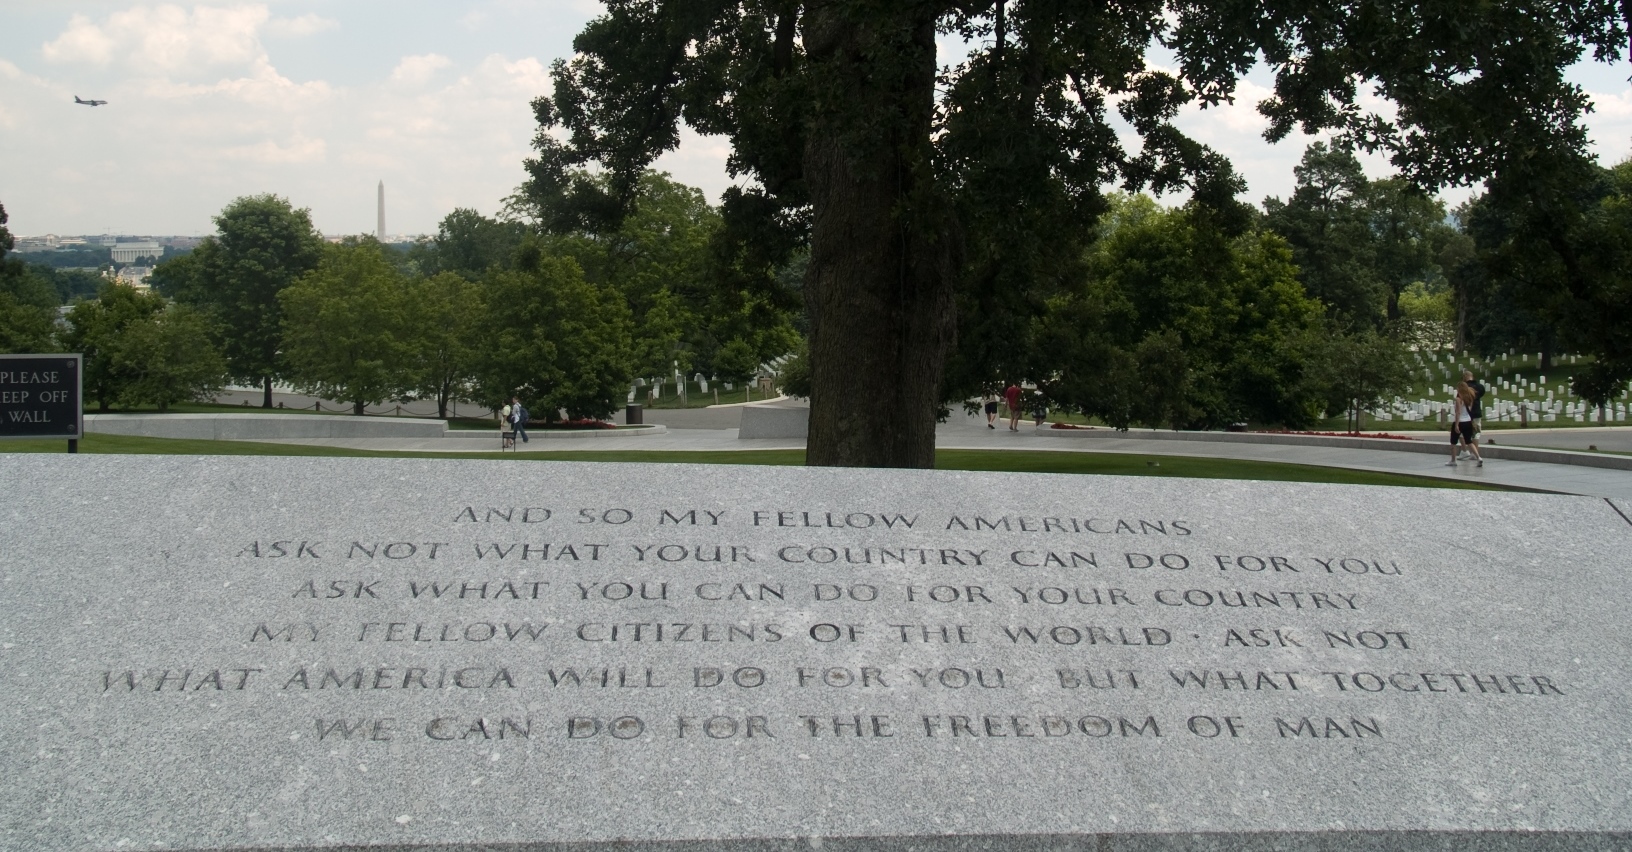 PLEASE
EEP OFF
WALL
AND SO MY FELLOW AMERICANS
ASK NOT WHAT YOUR COUNTRY CAN DO FOR YOU
ASK WHAT YOU CAN DO FOR YOUR COUNTRY
MY FELLOW CITIZENS OF THE WORLD · ASK NOT
WHAT AMERICA WILL DO FOR YOU BUT WHAT TOGETHER
WE CAN DO FOR THE FREEDOM OF MAN